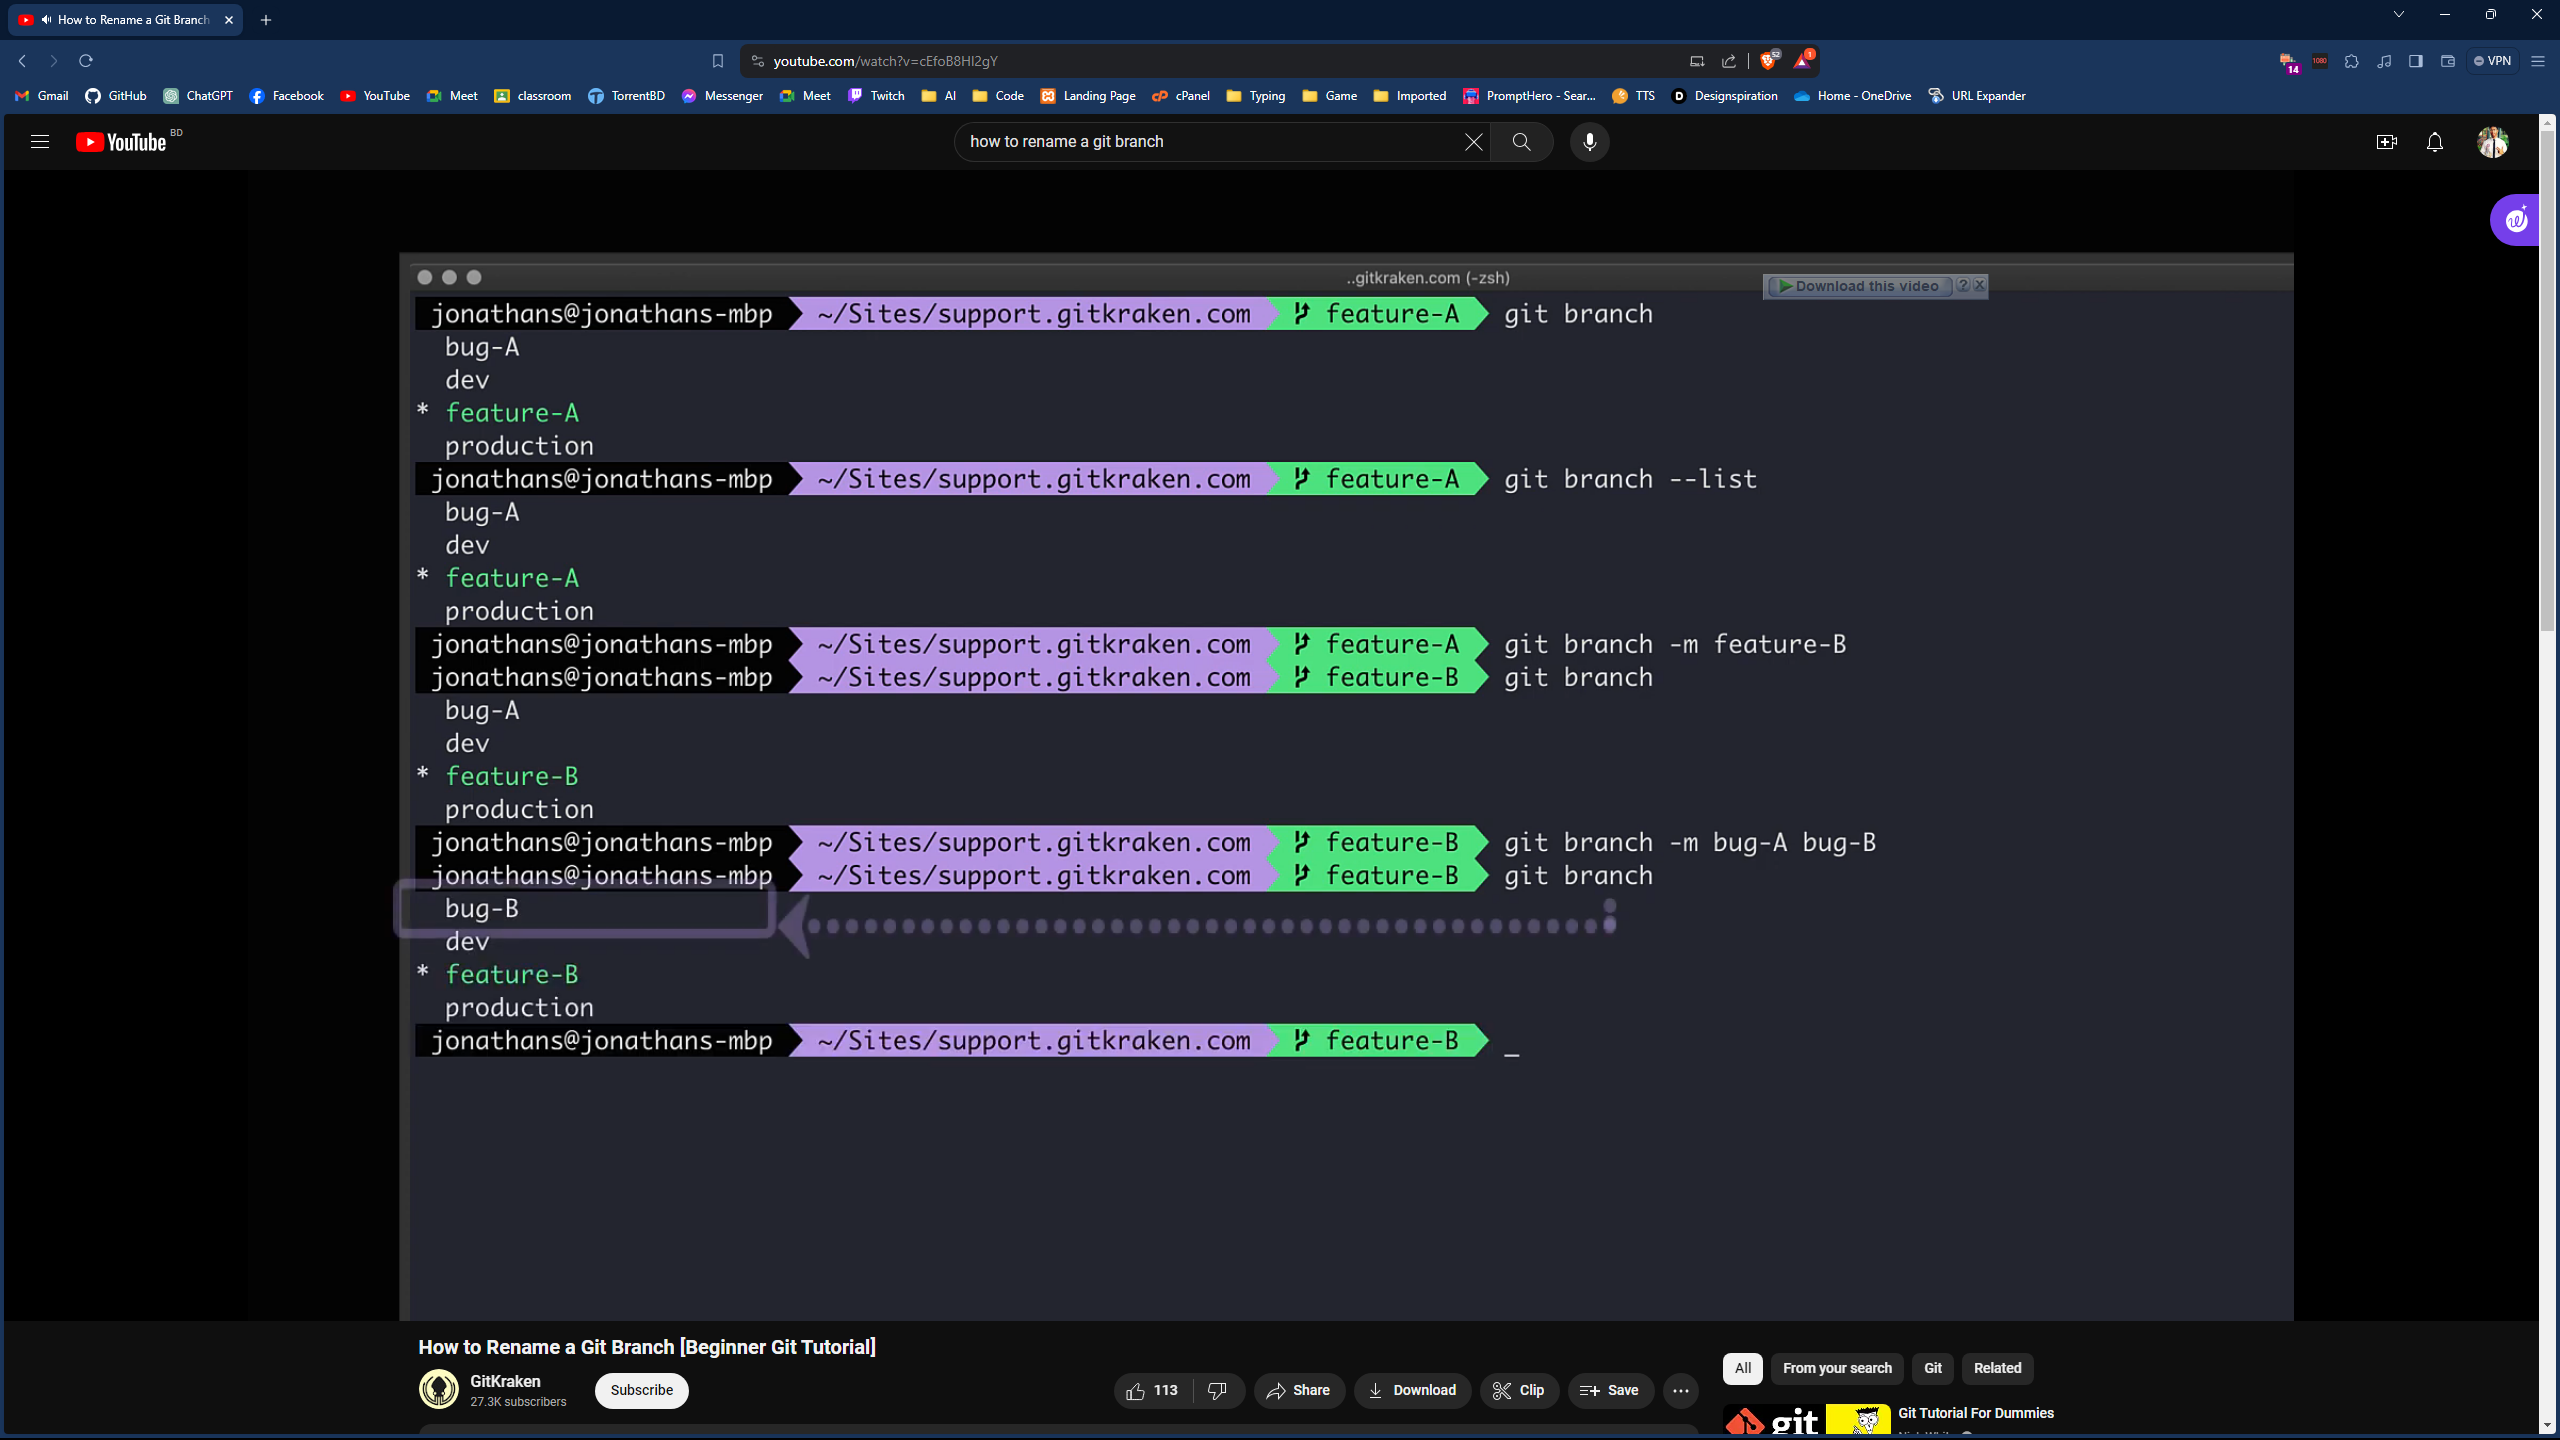 How to Rename a Git Branch
youtube.com/watch?v=cEfoB8Hl2gY
52
1
14
1080
VPN
Gmail GitHub ChatGPT Facebook YouTube Meet classroom TorrentBD Messenger Meet Twitch AI Code Landing Page cPanel Typing Game Imported PromptHero - Sear... TTS Designspiration Home - OneDrive URL Expander
YouTube BD
how to rename a git branch
..gitkraken.com (-zsh)
Download this video ? X
jonathans@jonathans-mbp ~/Sites/support.gitkraken.com feature-A git branch
bug-A
dev
* feature-A
production
jonathans@jonathans-mbp ~/Sites/support.gitkraken.com feature-A git branch --list
bug-A
dev
* feature-A
production
jonathans@jonathans-mbp ~/Sites/support.gitkraken.com feature-A git branch -m feature-B
jonathans@jonathans-mbp ~/Sites/support.gitkraken.com feature-B git branch
bug-A
dev
* feature-B
production
jonathans@jonathans-mbp ~/Sites/support.gitkraken.com feature-B git branch -m bug-A bug-B
jonathans@jonathans-mbp ~/Sites/support.gitkraken.com feature-B git branch
bug-B
dev
* feature-B
production
jonathans@jonathans-mbp ~/Sites/support.gitkraken.com feature-B _
How to Rename a Git Branch [Beginner Git Tutorial]
GitKraken
27.3K subscribers
Subscribe
113
Share
Download
Clip
Save
All
From your search
Git
Related
git
Git Tutorial For Dummies